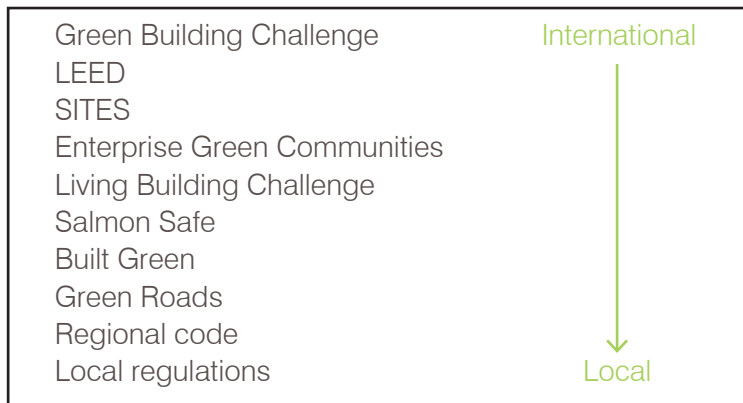 Green Building Challenge International
LEED
SITES
Enterprise Green Communities
Living Building Challenge
Salmon Safe
Built Green
Green Roads
Regional code
Local regulations Local